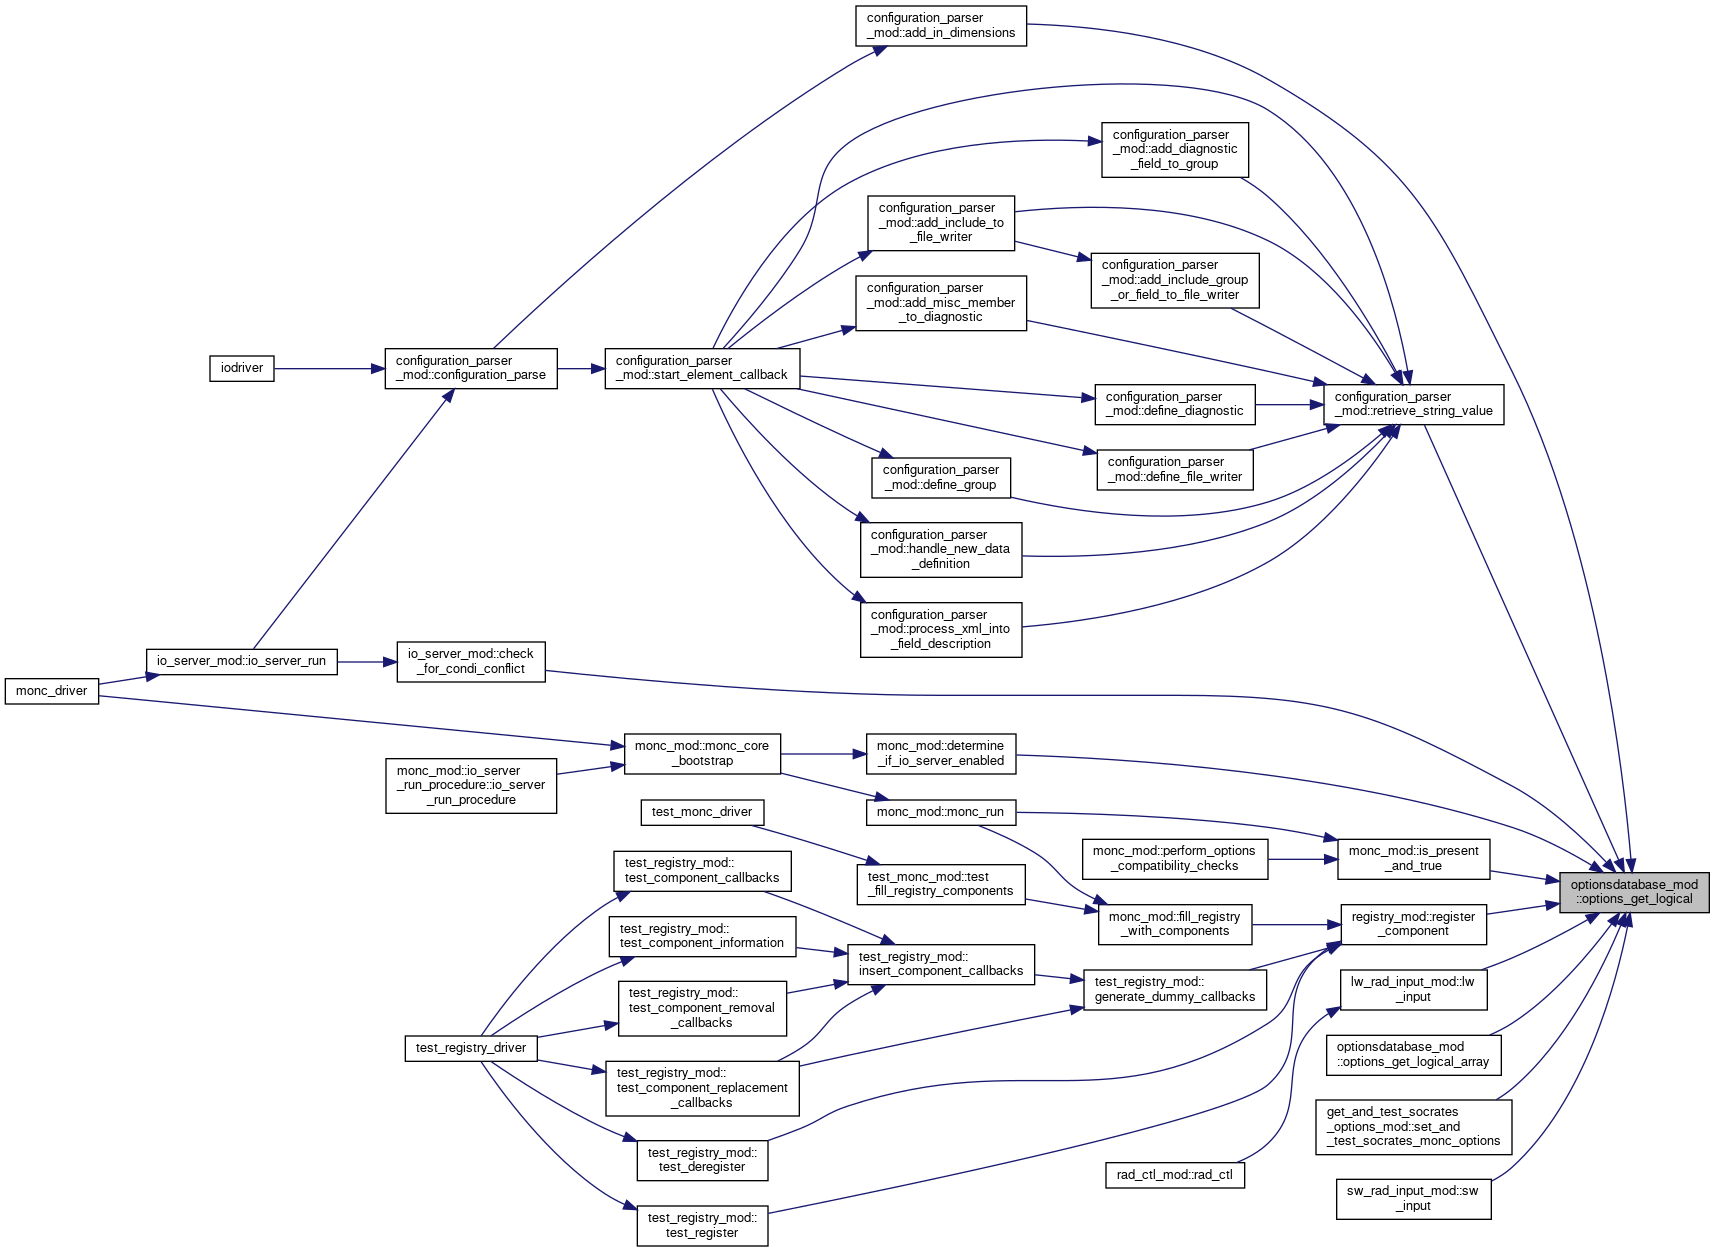 configuration_parser
_mod::add_in_dimensions
configuration_parser
_mod::add_diagnostic
_field_to_group
configuration_parser
_mod::add_include_to
_file_writer
configuration_parser
_mod::add_include_group
_or_field_to_file_writer
configuration_parser
_mod::add_misc_member
_to_diagnostic
iodriver
configuration_parser
_mod::configuration_parse
configuration_parser
_mod::start_element_callback
configuration_parser
_mod::define_diagnostic
configuration_parser
_mod::retrieve_string_value
configuration_parser
_mod::define_group
configuration_parser
_mod::define_file_writer
configuration_parser
_mod::handle_new_data
_definition
configuration_parser
_mod::process_xml_into
_field_description
io_server_mod::io_server_run
io_server_mod::check
_for_condi_conflict
monc_driver
monc_mod::monc_core
_bootstrap
monc_mod::determine
_if_io_server_enabled
monc_mod::io_server
_run_procedure::io_server
_run_procedure
test_monc_driver
monc_mod::monc_run
monc_mod::perform_options
_compatibility_checks
monc_mod::is_present
_and_true
test_registry_mod::
test_component_callbacks
test_monc_mod::test
_fill_registry_components
optionsdatabase_mod
::options_get_logical
monc_mod::fill_registry
_with_components
registry_mod::register
_component
test_registry_mod::
test_component_information
test_registry_mod::
insert_component_callbacks
test_registry_mod::
generate_dummy_callbacks
lw_rad_input_mod::lw
_input
test_registry_mod::
test_component_removal
_callbacks
test_registry_driver
optionsdatabase_mod
::options_get_logical_array
test_registry_mod::
test_component_replacement
_callbacks
get_and_test_socrates
_options_mod::set_and
_test_socrates_monc_options
test_registry_mod::
test_deregister
rad_ctl_mod::rad_ctl
sw_rad_input_mod::sw
_input
test_registry_mod::
test_register